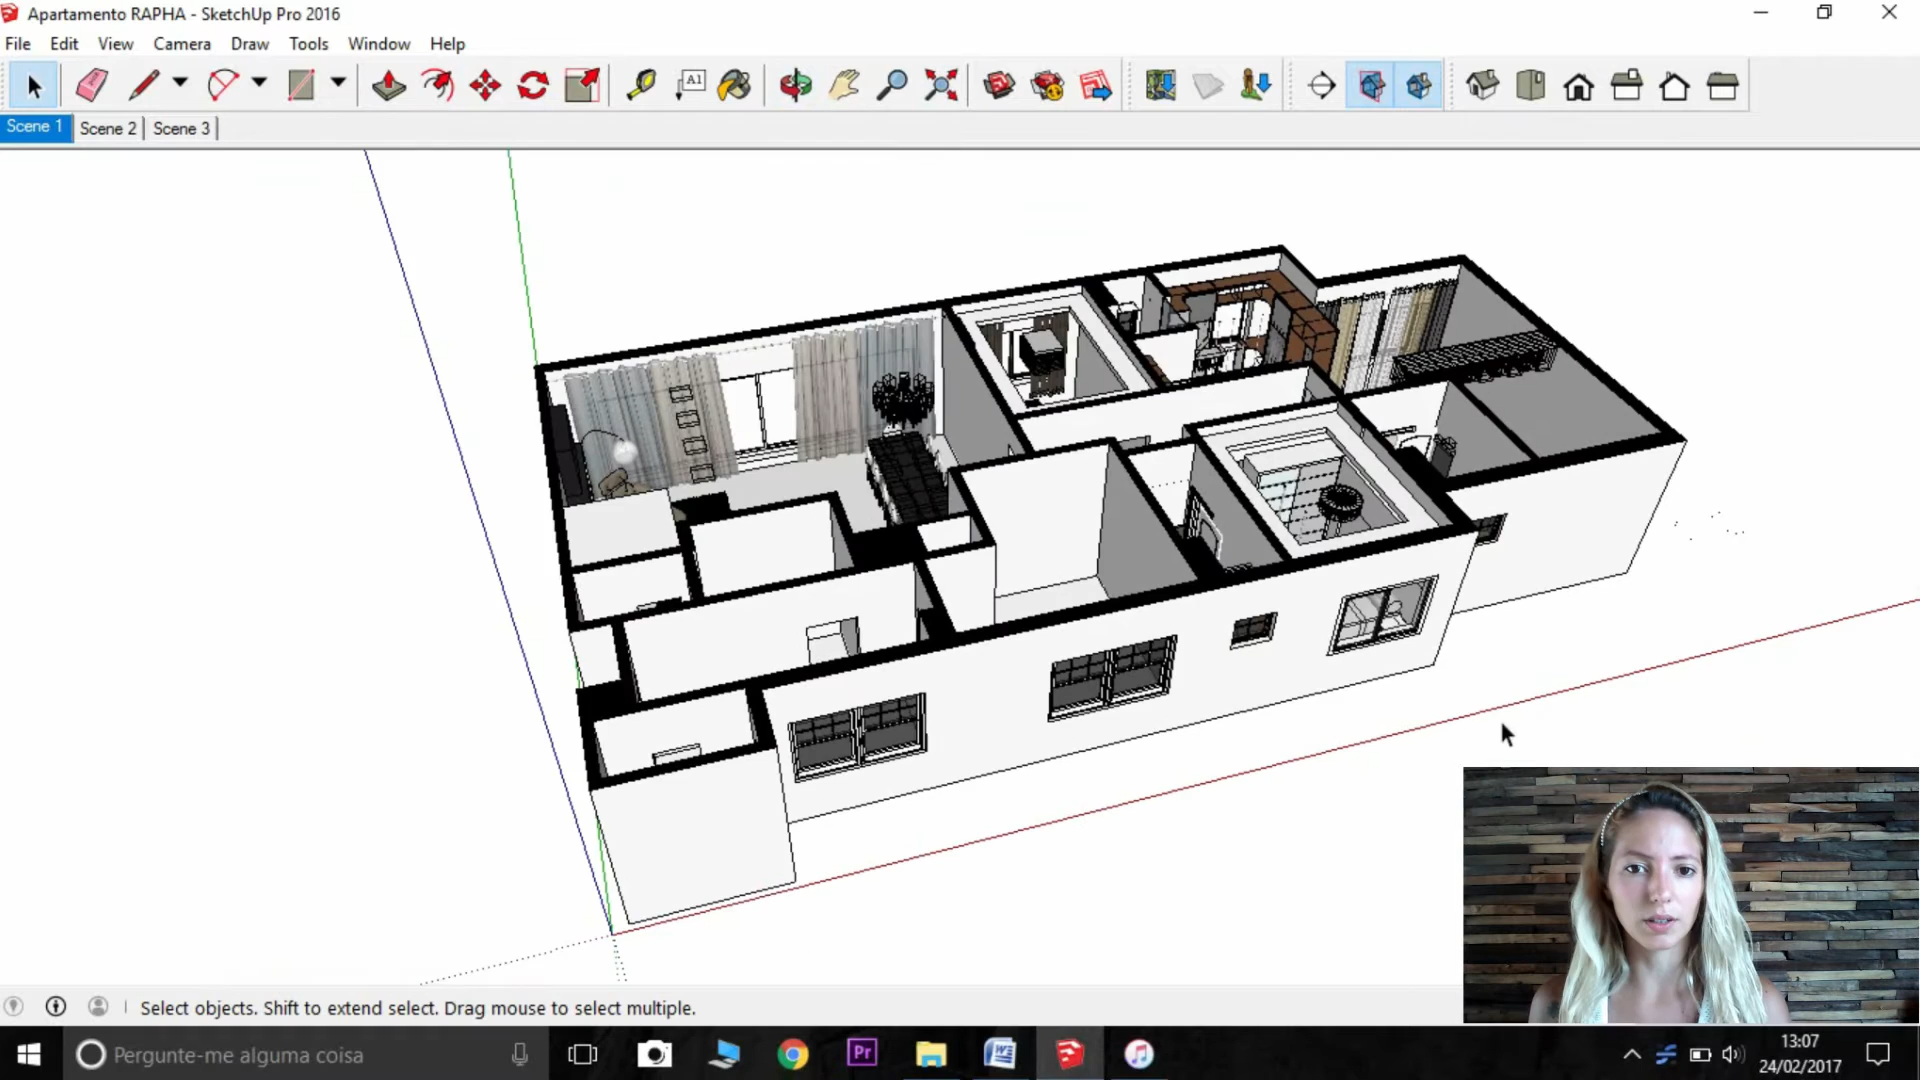 Apartamento RAPHA - SketchUp Pro 2016
File Edit View Camera Draw Tools Window Help
A1
Scene 1 Scene 2 Scene 3
Select objects. Shift to extend select. Drag mouse to select multiple.
Pergunte-me alguma coisa
Pr
W
13:07
24/02/2017